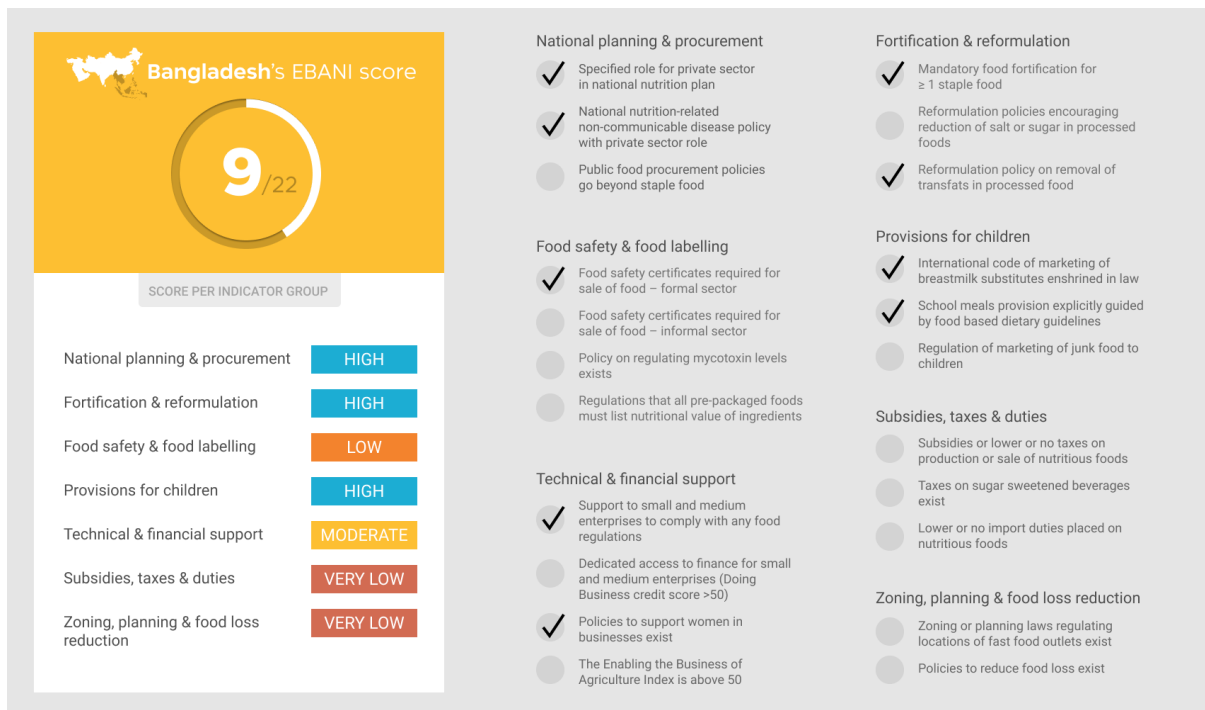 Bangladesh's EBANI score
9/22
SCORE PER INDICATOR GROUP
National planning & procurement HIGH
Fortification & reformulation HIGH
Food safety & food labelling LOW
Provisions for children HIGH
Technical & financial support MODERATE
Subsidies, taxes & duties VERY LOW
Zoning, planning & food loss VERY LOW
reduction
National planning & procurement
Specified role for private sector
in national nutrition plan
National nutrition-related
non-communicable disease policy
with private sector role
Public food procurement policies
go beyond staple food
Food safety & food labelling
Food safety certificates required for
sale of food – formal sector
Food safety certificates required for
sale of food – informal sector
Policy on regulating mycotoxin levels
exists
Regulations that all pre-packaged foods
must list nutritional value of ingredients
Technical & financial support
Support to small and medium
enterprises to comply with any food
regulations
Dedicated access to finance for small
and medium enterprises (Doing
Business credit score >50)
Policies to support women in
businesses exist
The Enabling the Business of
Agriculture Index is above 50
Fortification & reformulation
Mandatory food fortification for
≥ 1 staple food
Reformulation policies encouraging
reduction of salt or sugar in processed
foods
Reformulation policy on removal of
transfats in processed food
Provisions for children
International code of marketing of
breastmilk substitutes enshrined in law
School meals provision explicitly guided
by food based dietary guidelines
Regulation of marketing of junk food to
children
Subsidies, taxes & duties
Subsidies or lower or no taxes on
production or sale of nutritious foods
Taxes on sugar sweetened beverages
exist
Lower or no import duties placed on
nutritious foods
Zoning, planning & food loss reduction
Zoning or planning laws regulating
locations of fast food outlets exist
Policies to reduce food loss exist